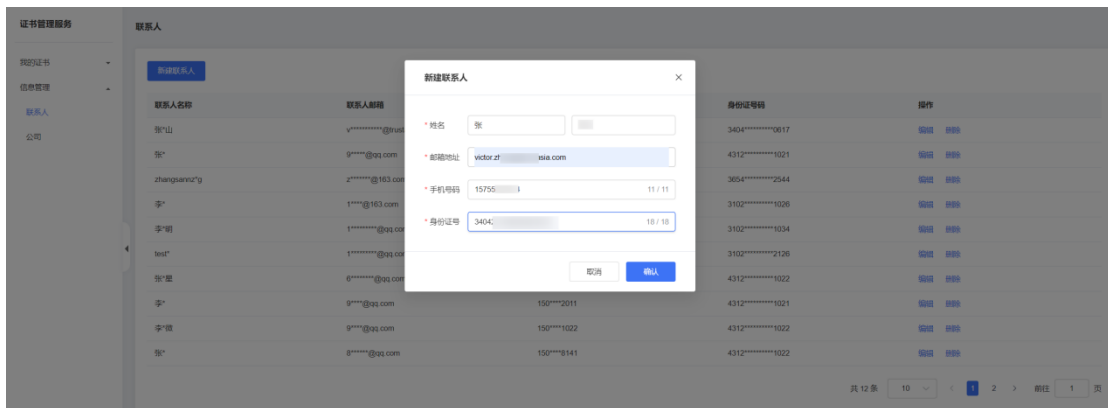 证书管理服务
联系人
我的证书
信息管理
联系人
公司
新建联系人
联系人名称 联系人邮箱 身份证号码 操作
张*山 v***********@trust 3404**********0617 编辑 删除
张* 9*****@qq.com 4312**********1021 编辑 删除
zhangsannz*g z*******@163.com 3654**********2544 编辑 删除
李* 1****@163.com 3102**********1026 编辑 删除
李*明 1*********@qq.com 3102**********1034 编辑 删除
test* 1*********@qq.com 3102**********2126 编辑 删除
张*星 6********@qq.com 4312**********1022 编辑 删除
李* 9****@qq.com 150****2011 4312**********1021 编辑 删除
李*微 9****@qq.com 150****1022 4312**********1022 编辑 删除
张* 8******@qq.com 150****8141 4312**********1022 编辑 删除
共 12 条 10 1 2 前往 1 页
新建联系人
*姓名 张
*邮箱地址 victor.zh asia.com
*手机号码 15755 11 / 11
*身份证号 3404 18 / 18
取消 确认